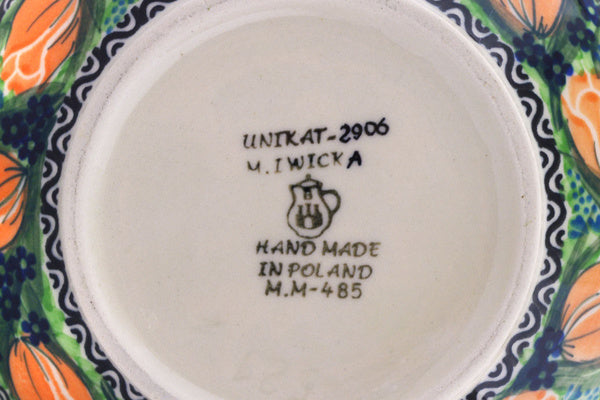 UNIKAT-2906
M.IWICKA
B
HAND MADE
IN POLAND
M.M-485